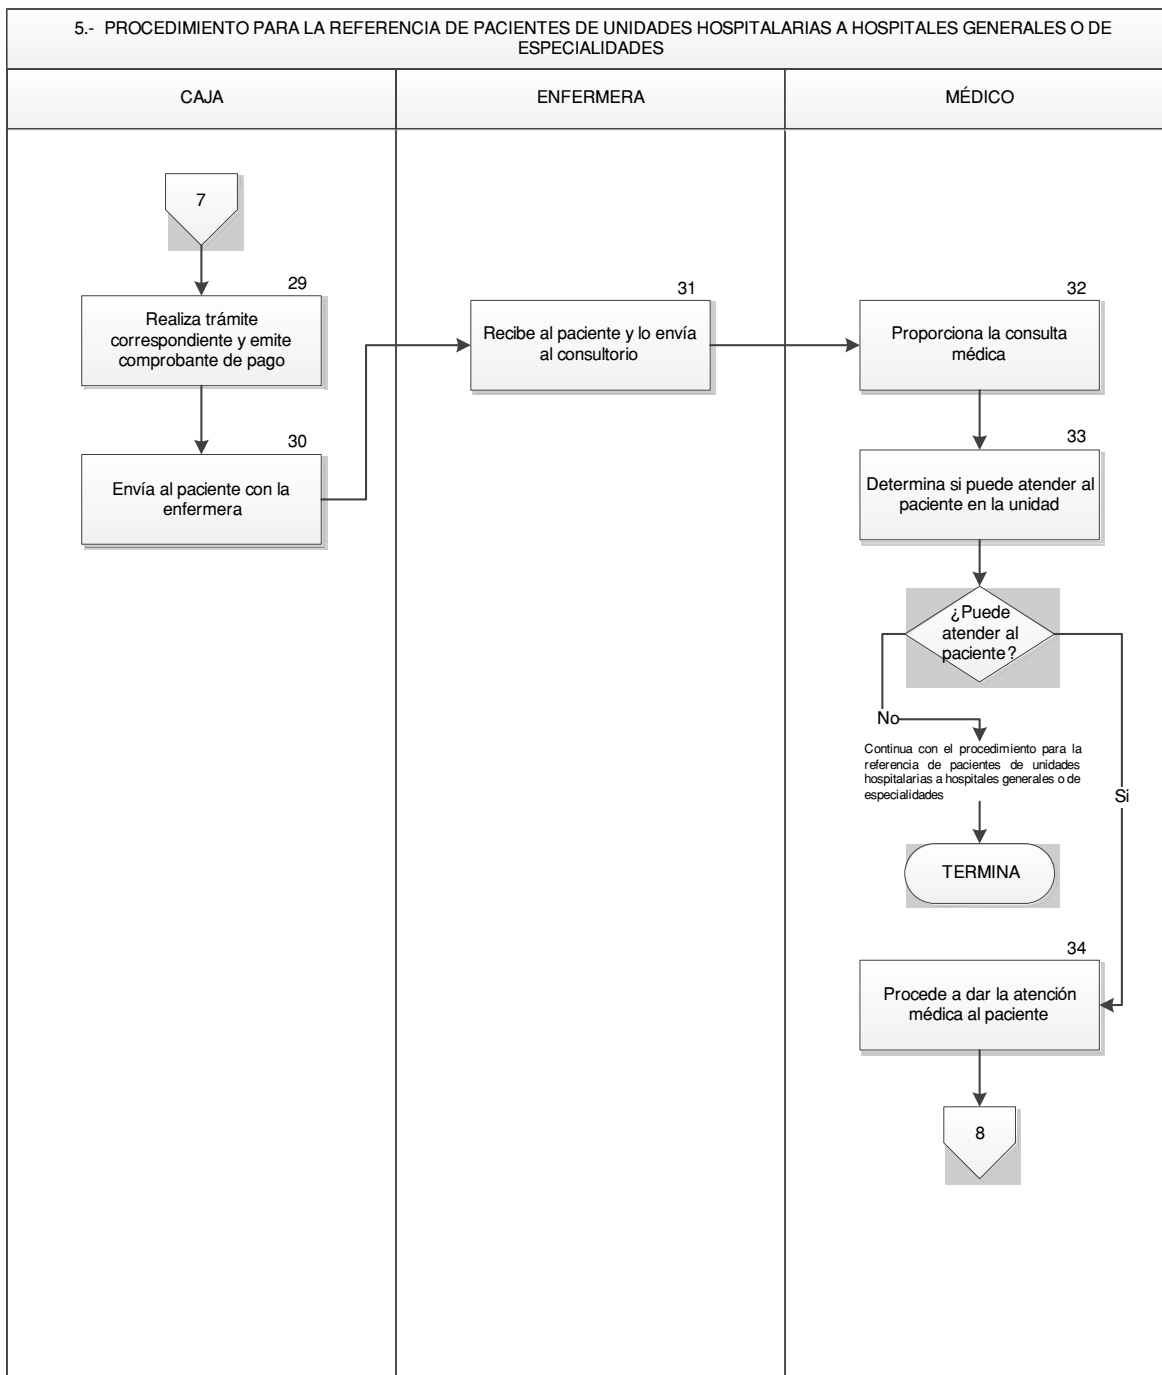 5.- PROCEDIMIENTO PARA LA REFERENCIA DE PACIENTES DE UNIDADES HOSPITALARIAS A HOSPITALES GENERALES O DE
ESPECIALIDADES
CAJA
ENFERMERA
MÉDICO
7
29
Realiza trámite
correspondiente y emite
comprobante de pago
30
Envía al paciente con la
enfermera
31
Recibe al paciente y lo envía
al consultorio
32
Proporciona la consulta
médica
33
Determina si puede atender al
paciente en la unidad
¿Puede
atender al
paciente?
No
Continua con el procedimiento para la
referencia de pacientes de unidades
hospitalarias a hospitales generales o de
especialidades
Si
TERMINA
34
Procede a dar la atención
médica al paciente
8